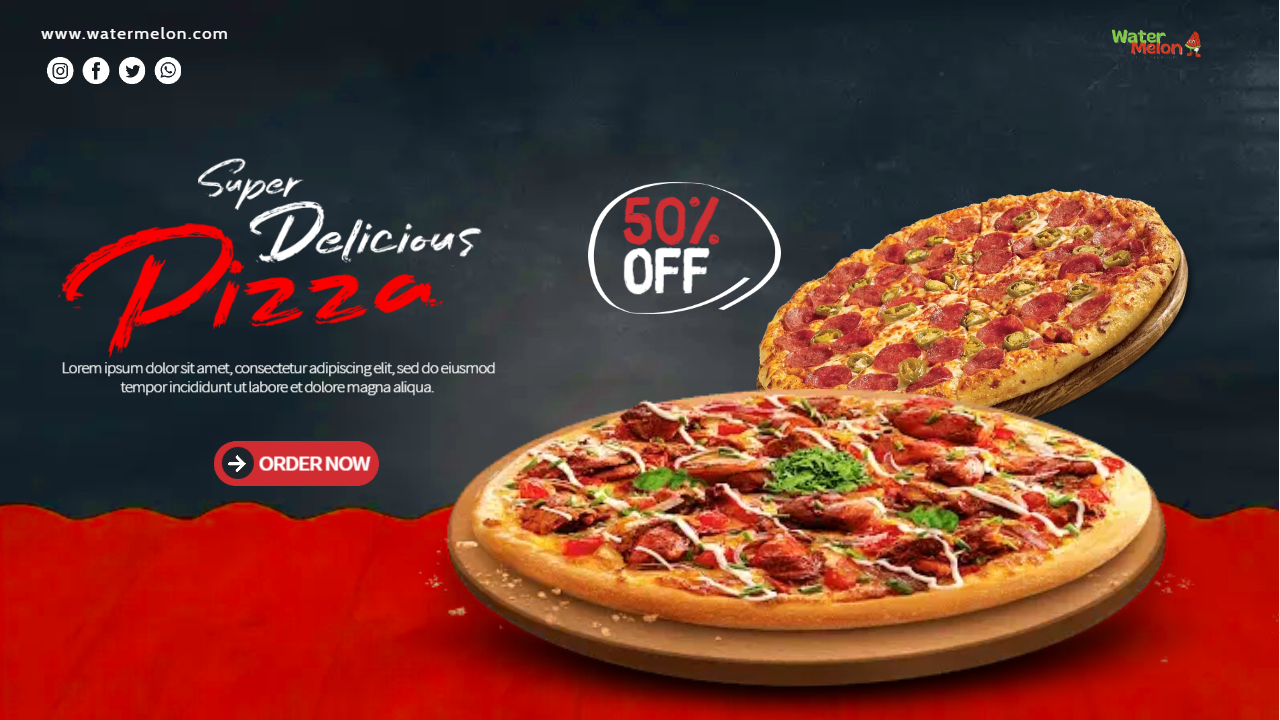 www.watermelon.com
Water
Melon
Super
Delicious
Pizza
50%
OFF
Lorem ipsum dolor sit amet, consectetur adipiscing elit, sed do eiusmod
tempor incididunt ut labore et dolore magna aliqua.
ORDER NOW